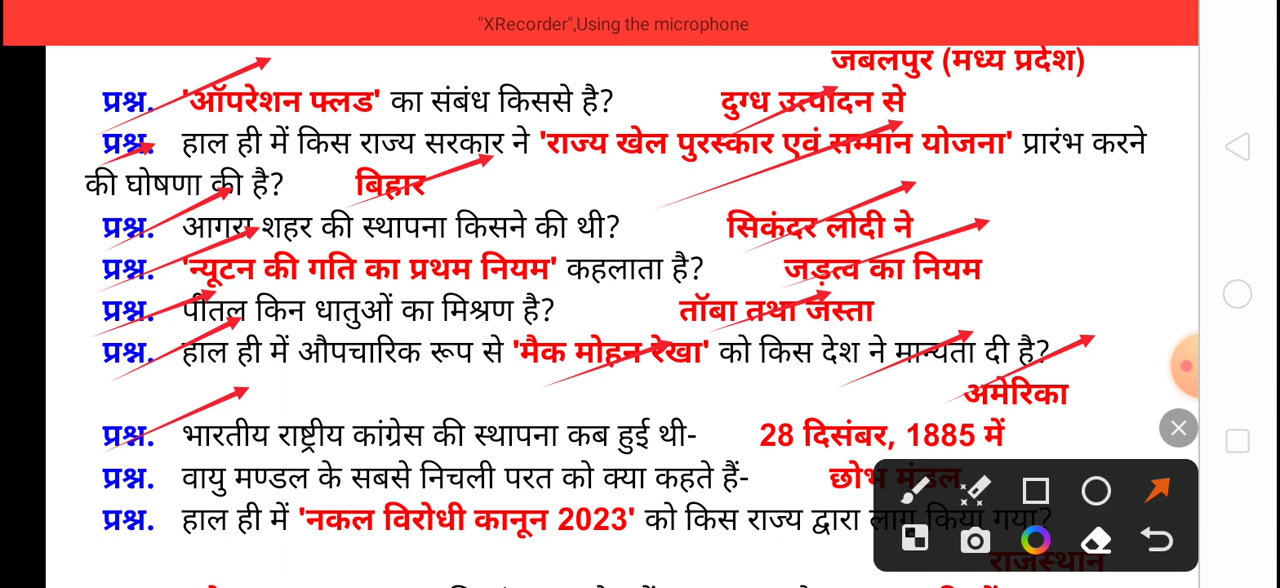 "XRecorder",Using the microphone
जबलपुर (मध्य प्रदेश)
प्रश्न. 'ऑपरेशन फ्लड' का संबंध किससे है? दुग्ध उत्पादन से
प्रश्न. हाल ही में किस राज्य सरकार ने 'राज्य खेल पुरस्कार एवं सम्मान योजना' प्रारंभ करने
की घोषणा की है? बिहार
प्रश्न. आगरा शहर की स्थापना किसने की थी? सिकंदर लोदी ने
प्रश्न. 'न्यूटन की गति का प्रथम नियम' कहलाता है? जड़त्व का नियम
प्रश्न. पीतल किन धातुओं का मिश्रण है? ताॅबा तथा जस्ता
प्रश्न. हाल ही में औपचारिक रूप से 'मैक मोहन रेखा' को किस देश ने मान्यता दी है?
अमेरिका
प्रश्न. भारतीय राष्ट्रीय कांग्रेस की स्थापना कब हुई थी- 28 दिसंबर, 1885 में
प्रश्न. वायु मण्डल के सबसे निचली परत को क्या कहते हैं- छोभ मंडल
प्रश्न. हाल ही में 'नकल विरोधी कानून 2023' को किस राज्य द्वारा लागू किया गया?
राजस्थान